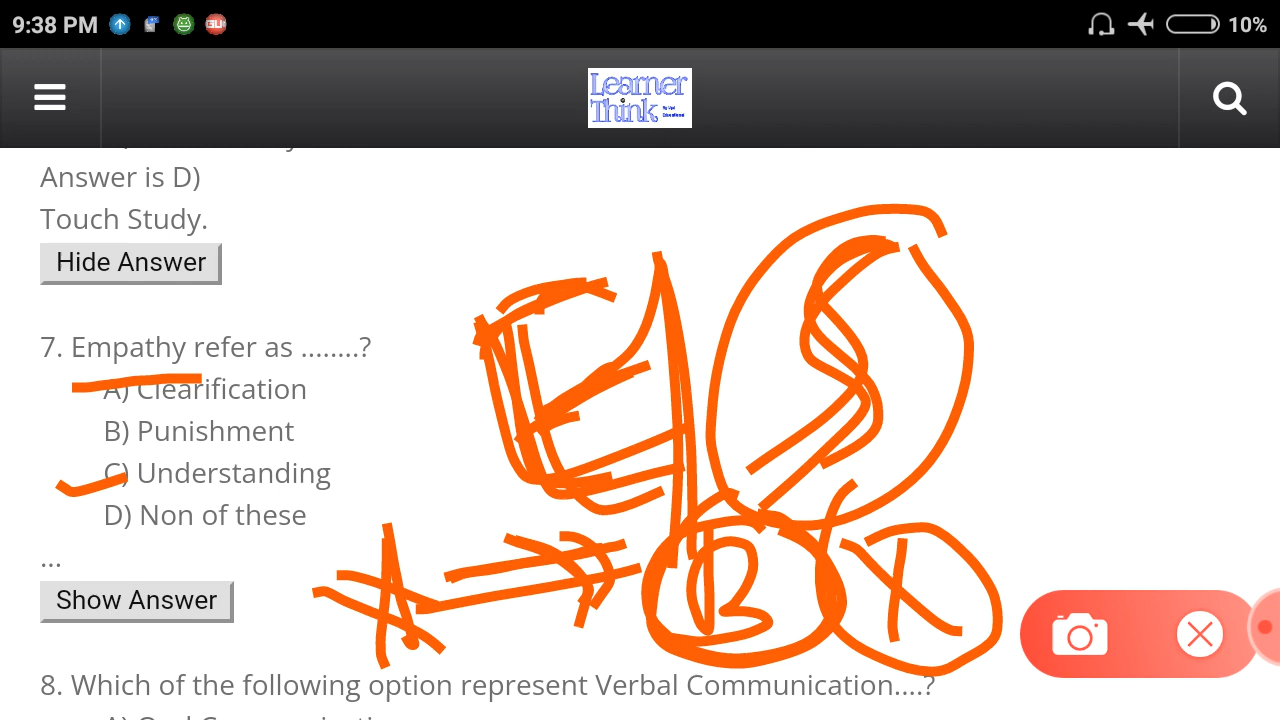 9:38 PM
10%
Learner
Think
Answer is D)
Touch Study.
Hide Answer
7. Empathy refer as ........?
A) Clearification
B) Punishment
C) Understanding
D) Non of these
...
Show Answer
8. Which of the following option represent Verbal Communication....?